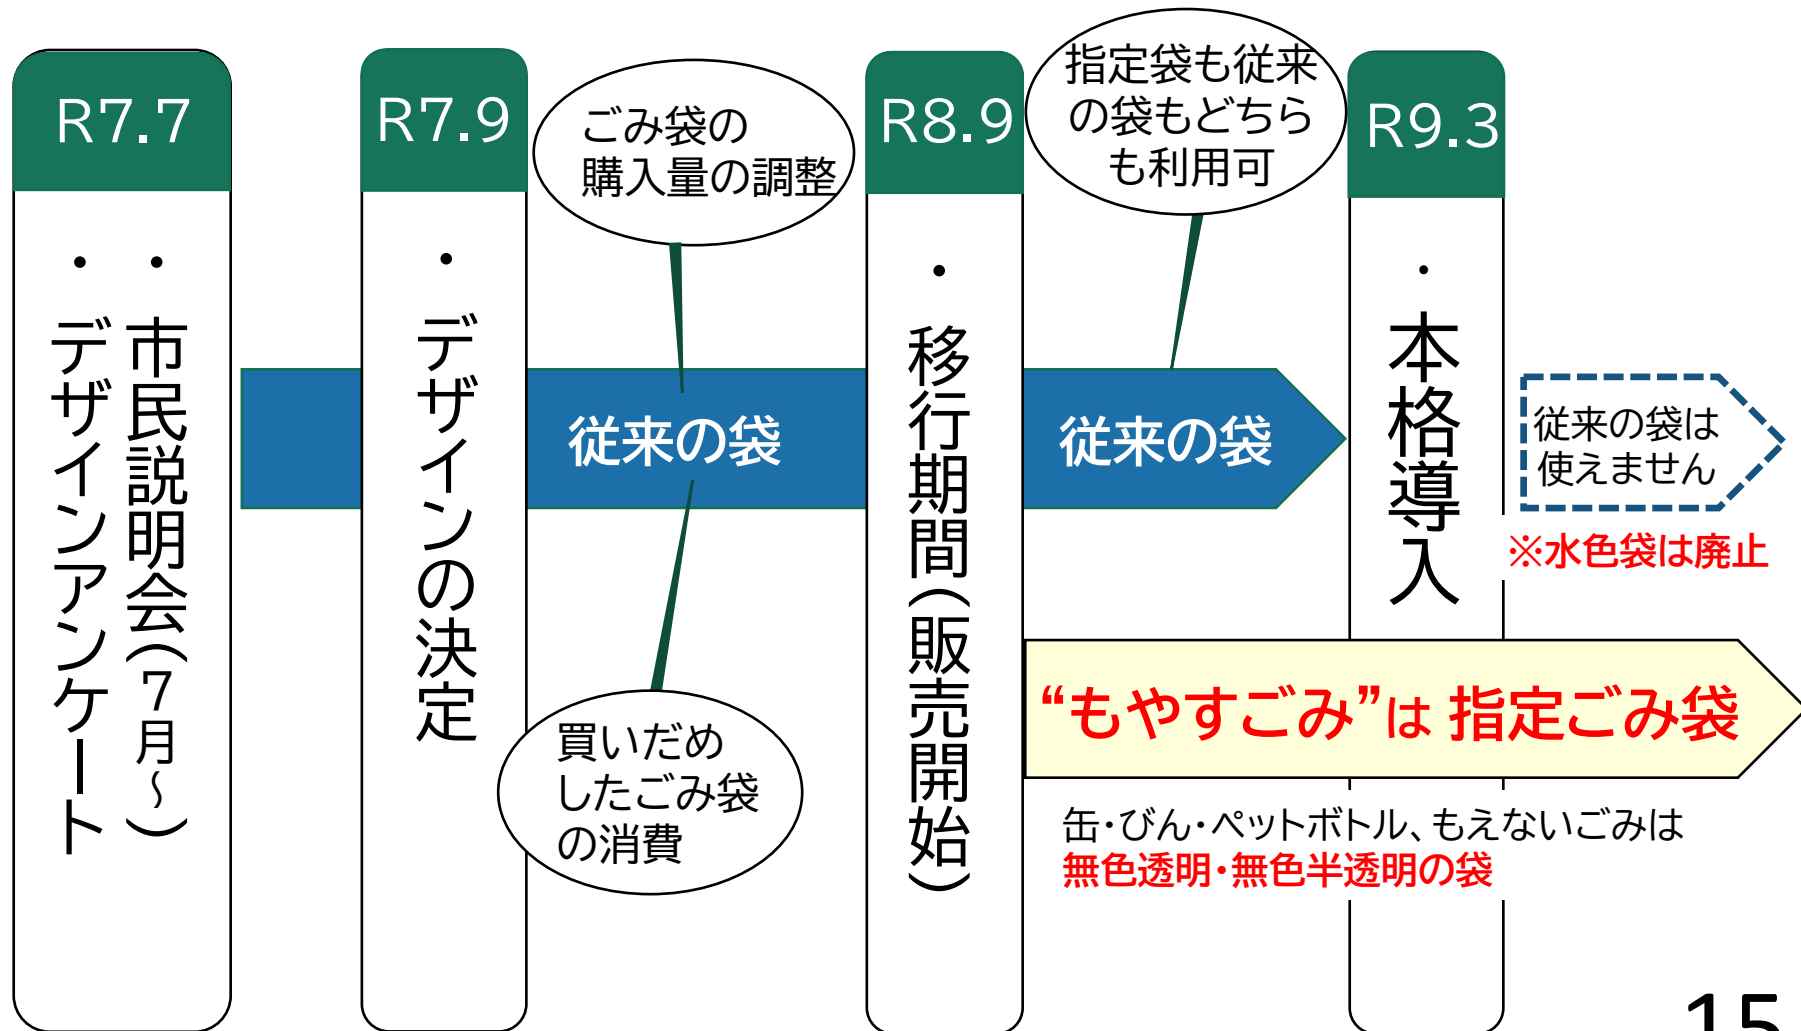 R7.7
・市民説明会(7月～)
・デザインアンケート
R7.9
・デザインの決定
ごみ袋の
購入量の調整
従来の袋
買いだめ
したごみ袋
の消費
R8.9
・移行期間(販売開始)
指定袋も従来
の袋もどちら
も利用可
従来の袋
R9.3
・本格導入
従来の袋は
使えません
※水色袋は廃止
“もやすごみ”は 指定ごみ袋
缶・びん・ペットボトル、もえないごみは
無色透明・無色半透明の袋
15